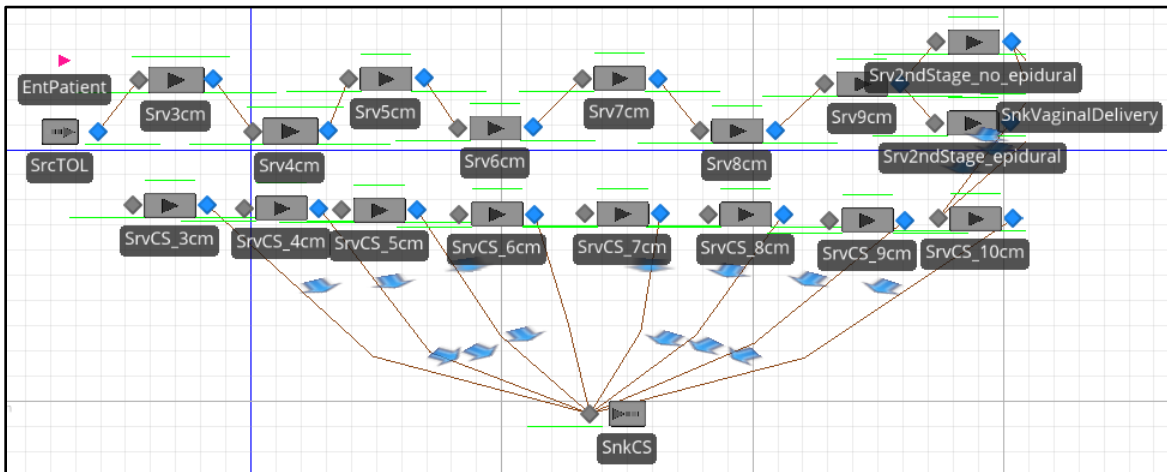 EntPatient
SrcTOL
Srv3cm
Srv4cm
Srv5cm
Srv6cm
Srv7cm
Srv8cm
Srv9cm
Srv2ndStage_no_epidural
SnkVaginalDelivery
Srv2ndStage_epidural
SrvCS_3cm
SrvCS_4cm
SrvCS_5cm
SrvCS_6cm
SrvCS_7cm
SrvCS_8cm
SrvCS_9cm
SrvCS_10cm
SnkCS